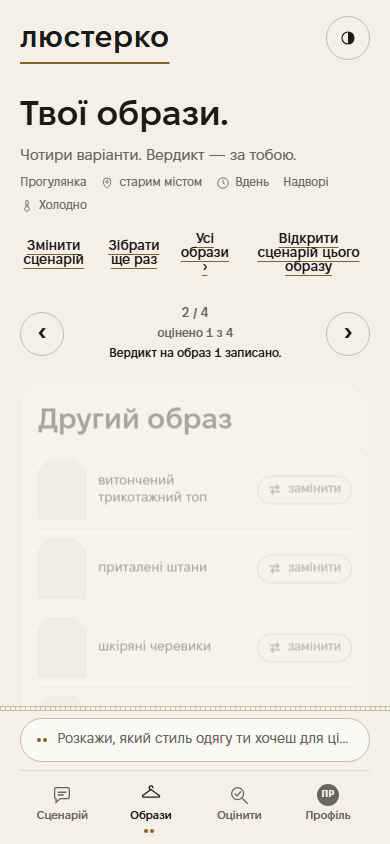 люстерко
Твої образи.
Чотири варіанти. Вердикт — за тобою.
Прогулянка старим містом Вдень Надворі
Холодно
Змінити сценарій
Зібрати ще раз
Усі образи ›
Відкрити сценарій цього образу
‹
2 / 4
оцінено 1 з 4
Вердикт на образ 1 записано.
›
Другий образ
витончений трикотажний топ
замінити
приталені штани
замінити
шкіряні черевики
замінити
Розкажи, який стиль одягу ти хочеш для ці...
Сценарій
Образи
Оцінити
ПР
Профіль